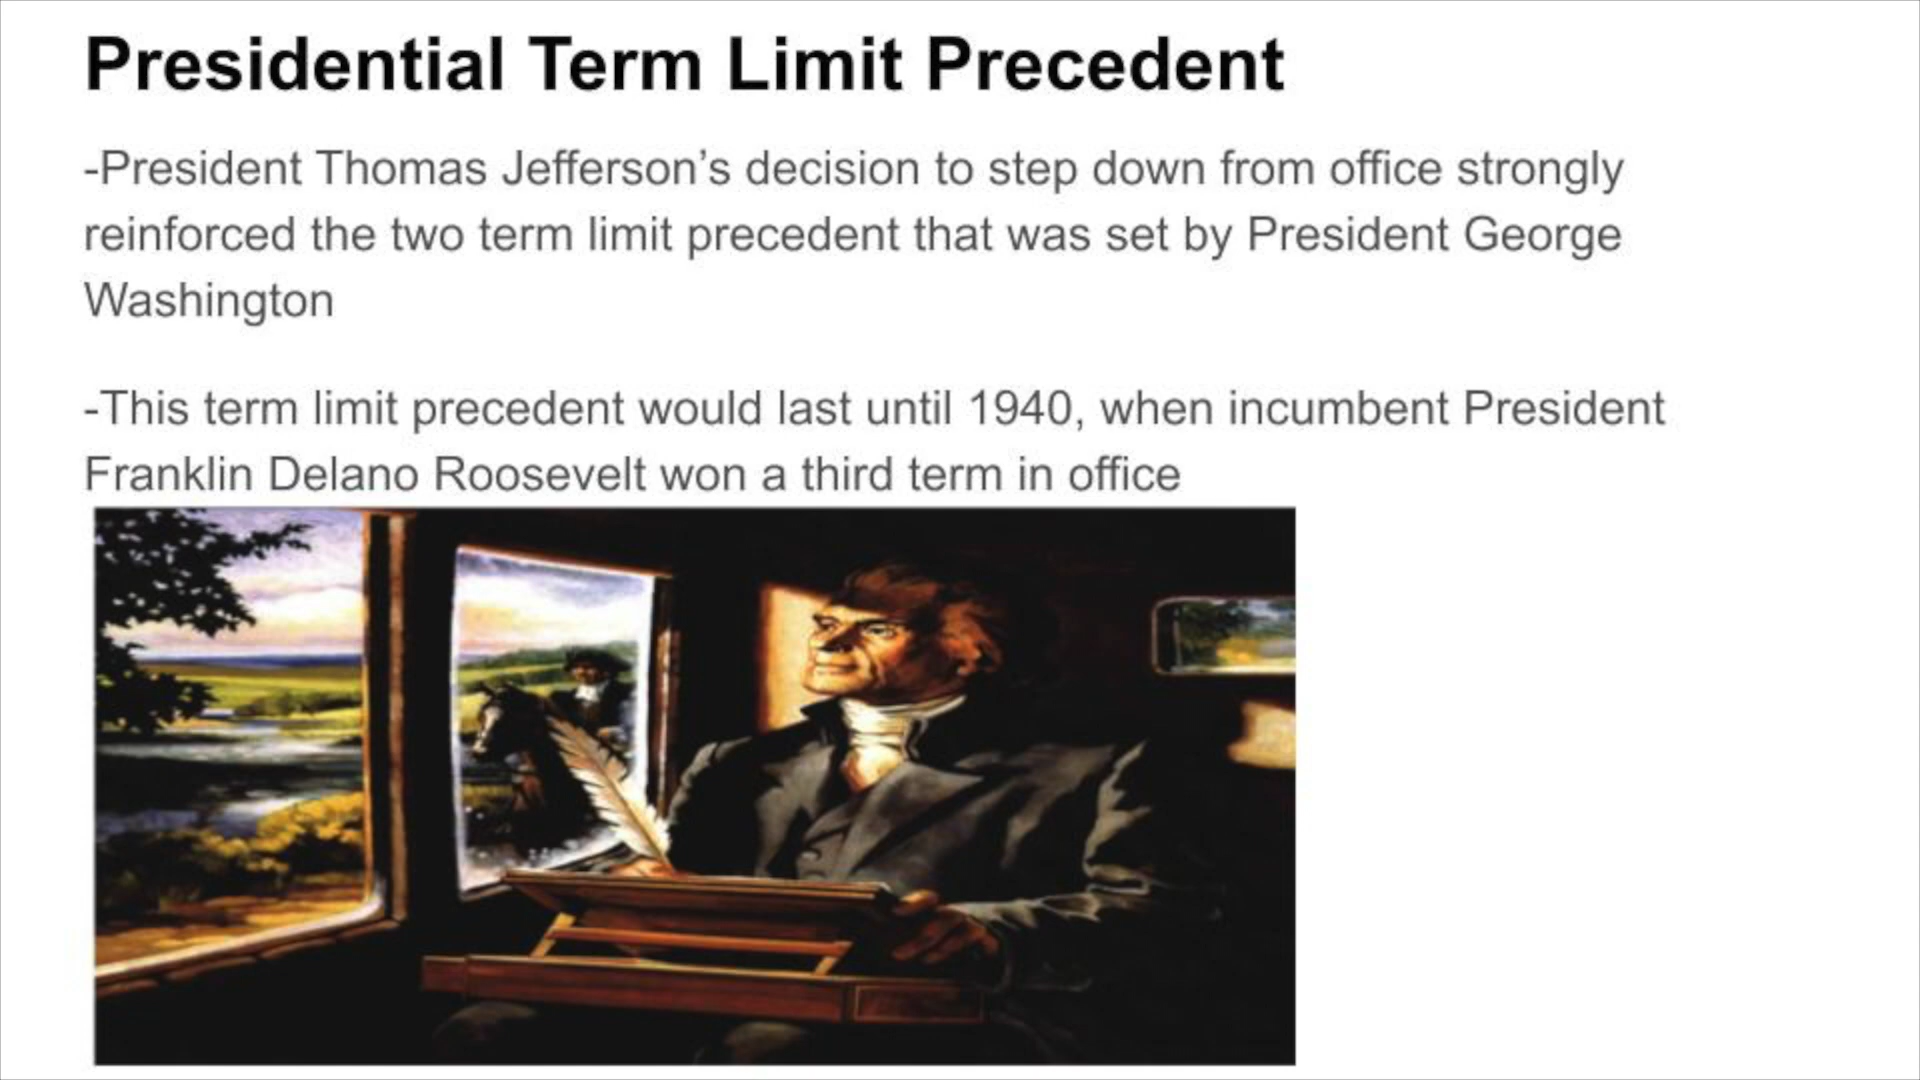 Presidential Term Limit Precedent
-President Thomas Jefferson’s decision to step down from office strongly
reinforced the two term limit precedent that was set by President George
Washington
-This term limit precedent would last until 1940, when incumbent President
Franklin Delano Roosevelt won a third term in office